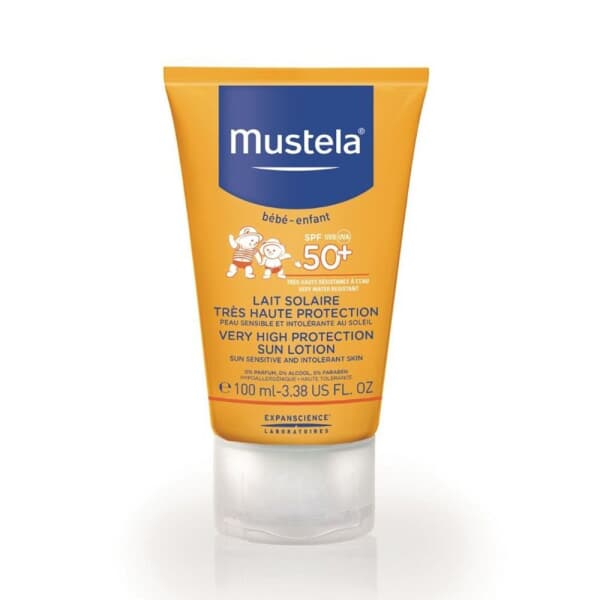 mustela®
bébé-enfant
SPF UVB UVA
50+
TRÈS HAUTE RÉSISTANCE À L'EAU
VERY WATER RESISTANT
LAIT SOLAIRE
TRÈS HAUTE PROTECTION
PEAU SENSIBLE ET INTOLÉRANTE AU SOLEIL
VERY HIGH PROTECTION
SUN LOTION
SUN SENSITIVE AND INTOLERANT SKIN
0% PARFUM, 0% ALCOOL, 0% PARABEN
HYPOALLERGÉNIQUE • HAUTE TOLÉRANCE
℮ 100 ml-3.38 US FL. OZ
EXPANSCIENCE®
LABORATOIRES